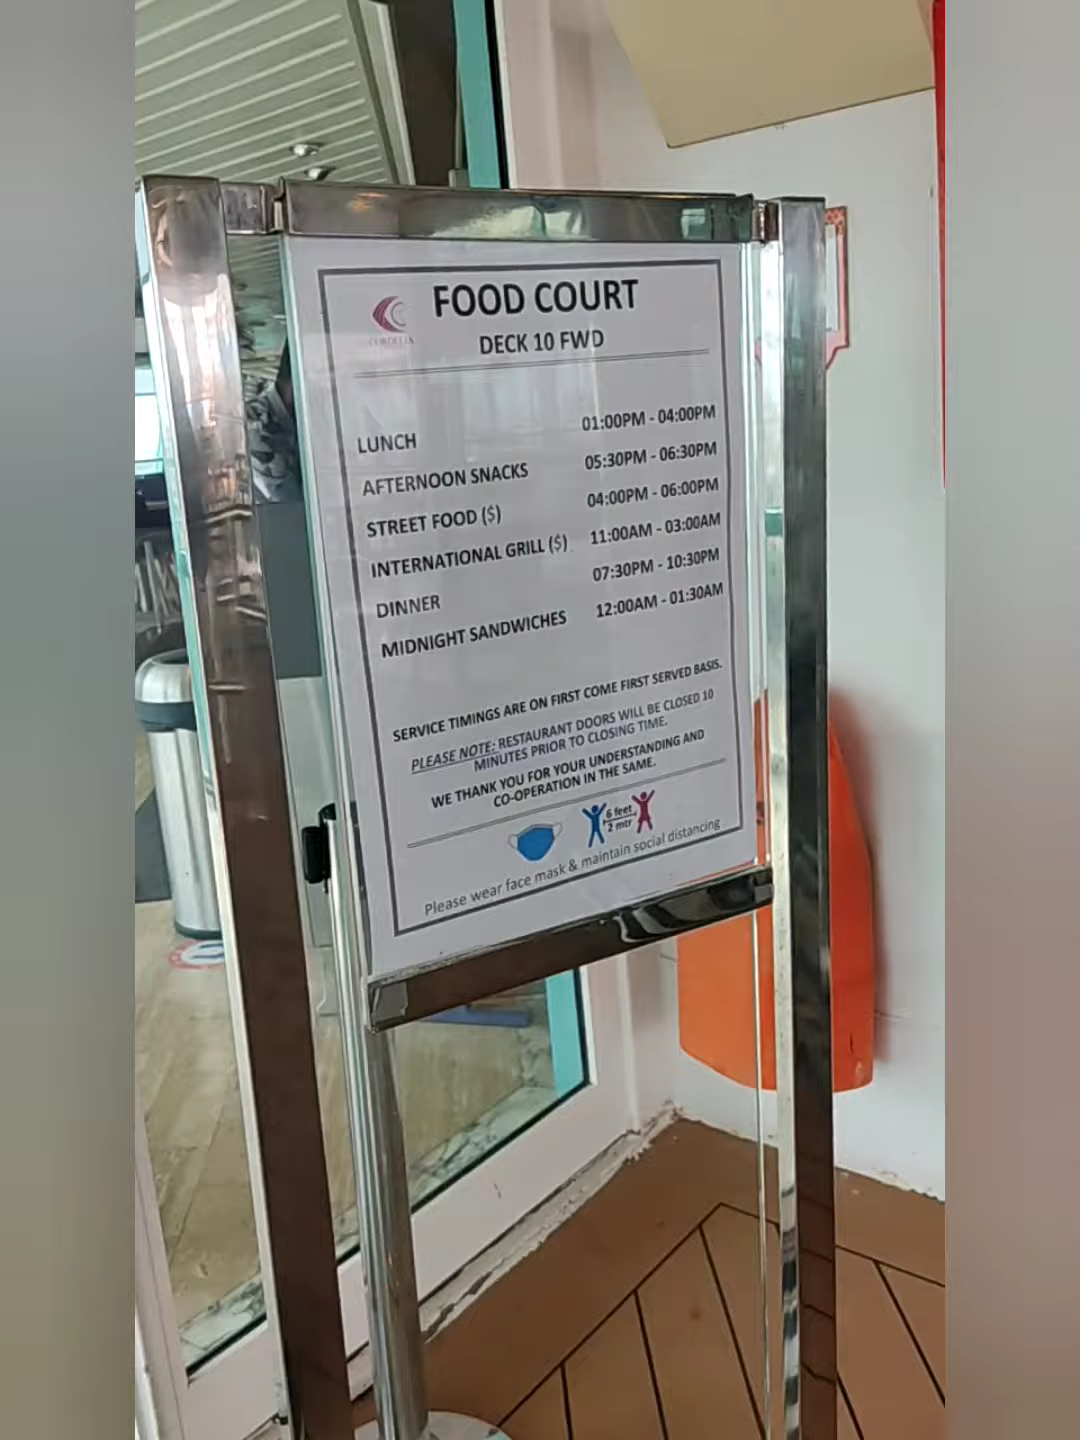 CORDELIA
FOOD COURT
DECK 10 FWD
LUNCH 01:00PM - 04:00PM
AFTERNOON SNACKS 05:30PM - 06:30PM
STREET FOOD ($) 04:00PM - 06:00PM
INTERNATIONAL GRILL ($) 11:00AM - 03:00AM
DINNER 07:30PM - 10:30PM
MIDNIGHT SANDWICHES 12:00AM - 01:30AM
SERVICE TIMINGS ARE ON FIRST COME FIRST SERVED BASIS.
PLEASE NOTE: RESTAURANT DOORS WILL BE CLOSED 10
MINUTES PRIOR TO CLOSING TIME.
WE THANK YOU FOR YOUR UNDERSTANDING AND
CO-OPERATION IN THE SAME.
6 feet
2 mtr
Please wear face mask & maintain social distancing